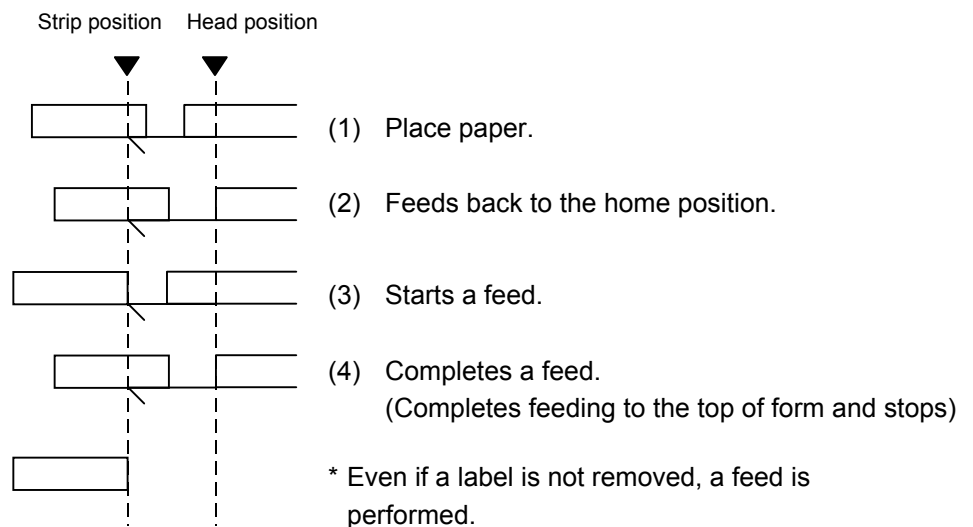 Strip position Head position
(1) Place paper.
(2) Feeds back to the home position.
(3) Starts a feed.
(4) Completes a feed.
(Completes feeding to the top of form and stops)
* Even if a label is not removed, a feed is
performed.